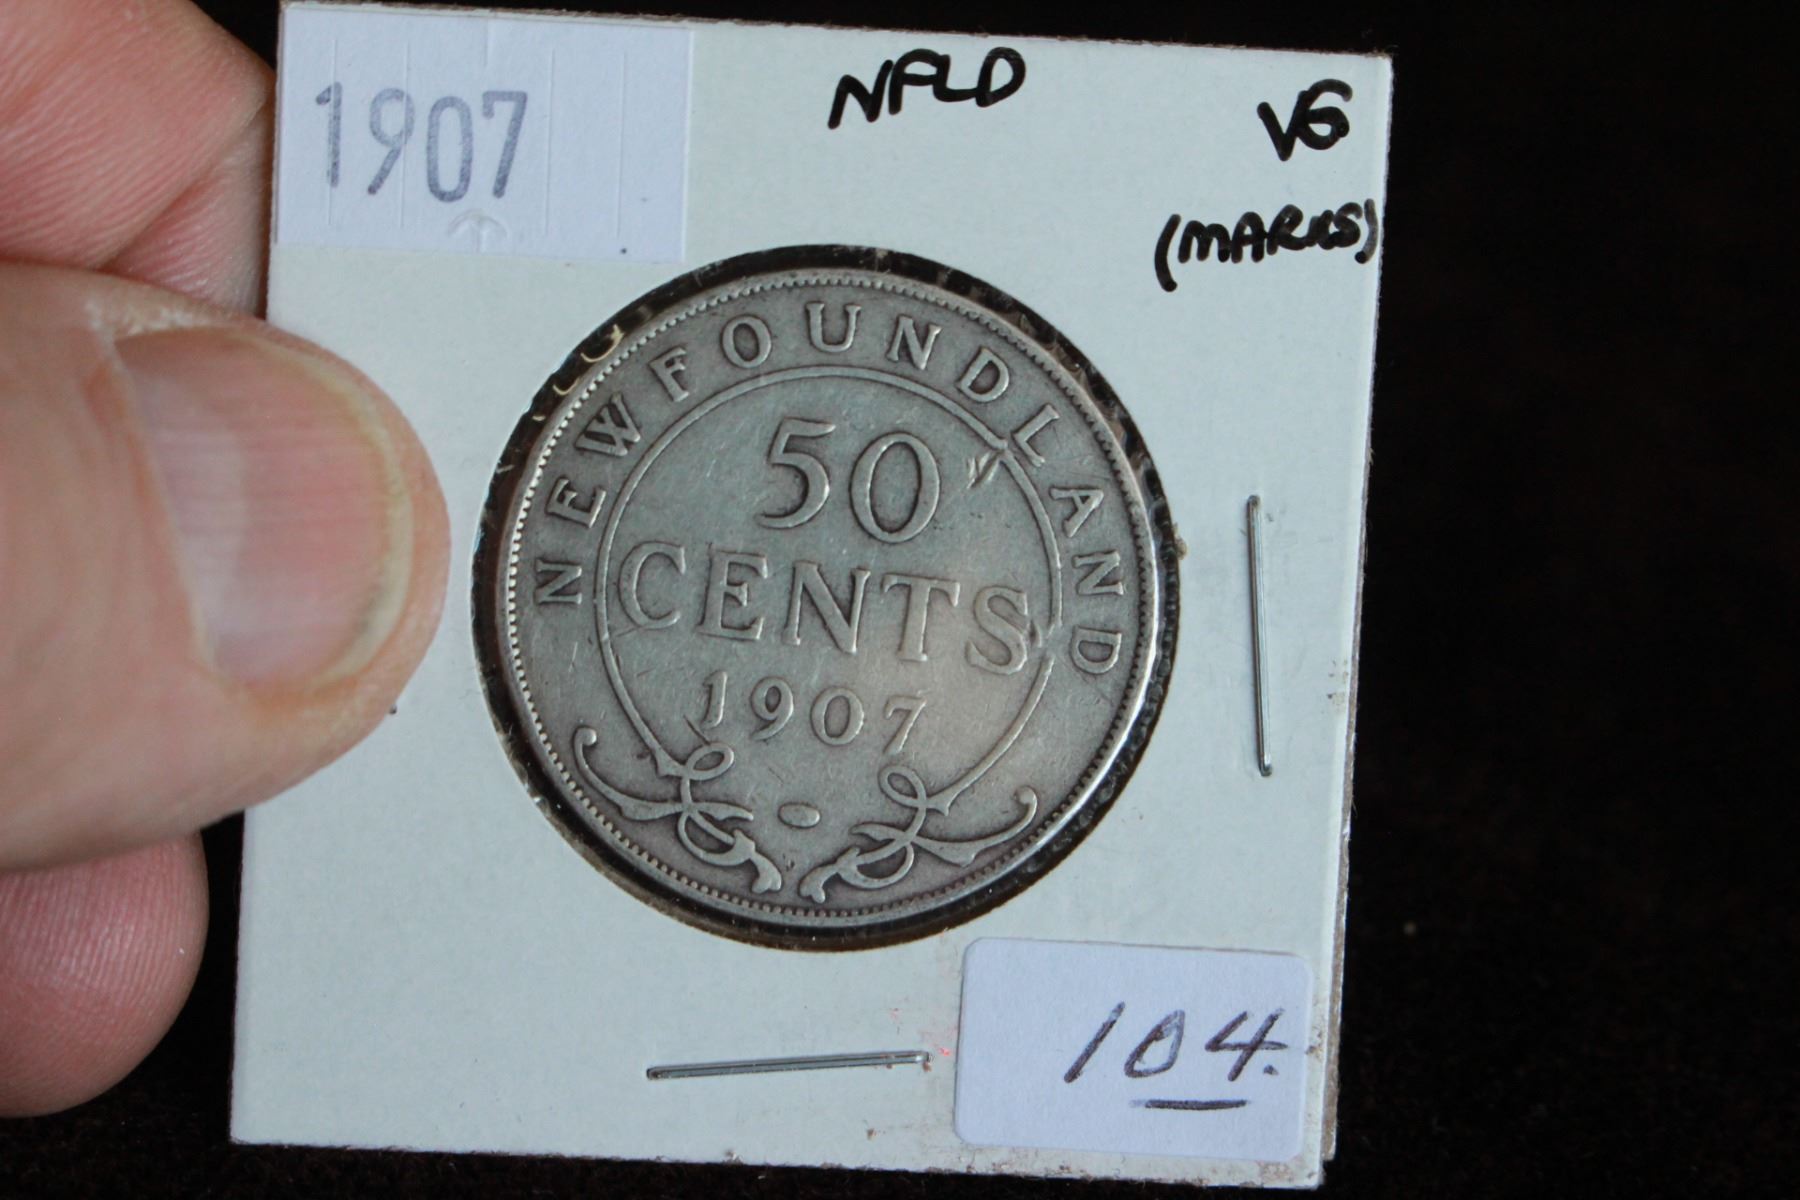 1907
NFLD
VG
(MARKS)
NEWFOUNDLAND
50
CENTS
1907
104.